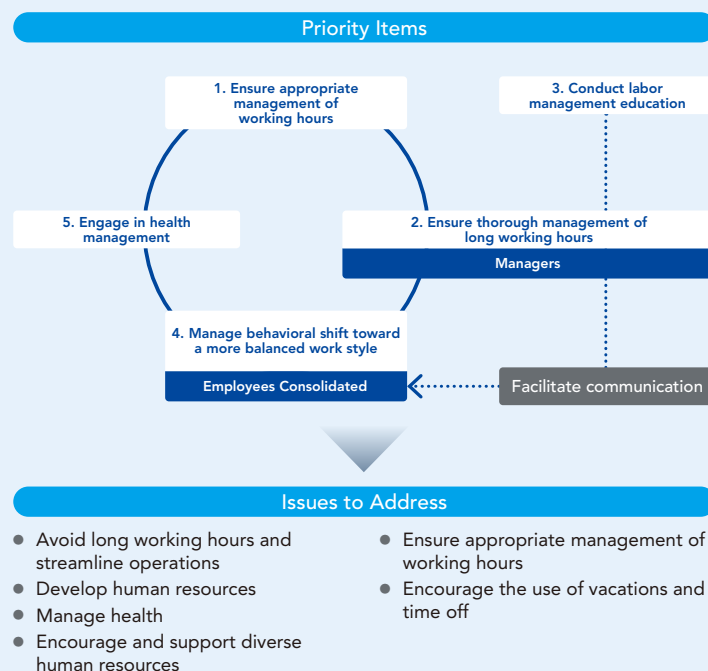 Priority Items
1. Ensure appropriate
management of
working hours
3. Conduct labor
management education
5. Engage in health
management
2. Ensure thorough management of
long working hours
Managers
4. Manage behavioral shift toward
a more balanced work style
Employees Consolidated
Facilitate communication
Issues to Address
● Avoid long working hours and
streamline operations
● Develop human resources
● Manage health
● Encourage and support diverse
human resources
● Ensure appropriate management of
working hours
● Encourage the use of vacations and
time off